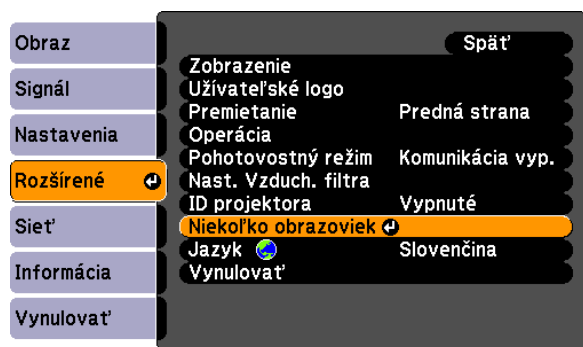 Obraz
Signál
Nastavenia
Rozšírené
Sieť
Informácia
Vynulovať
Späť
Zobrazenie
Užívateľské logo
Premietanie Predná strana
Operácia
Pohotovostný režim Komunikácia vyp.
Nast. Vzduch. filtra
ID projektora Vypnuté
Niekoľko obrazoviek
Jazyk Slovenčina
Vynulovať